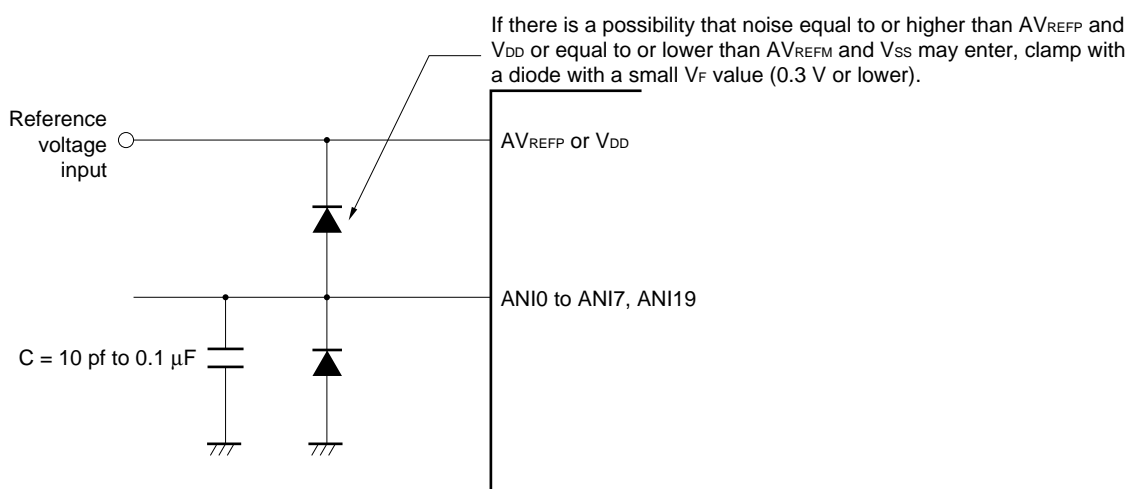 If there is a possibility that noise equal to or higher than AVREFP and
VDD or equal to or lower than AVREFM and VSS may enter, clamp with
a diode with a small VF value (0.3 V or lower).
Reference
voltage
input
AVREFP or VDD
ANI0 to ANI7, ANI19
C = 10 pf to 0.1 μF